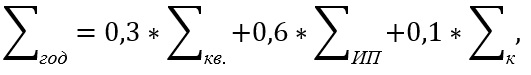 ∑год = 0,3 * ∑кв. +0,6 * ∑ИП +0,1 * ∑к,